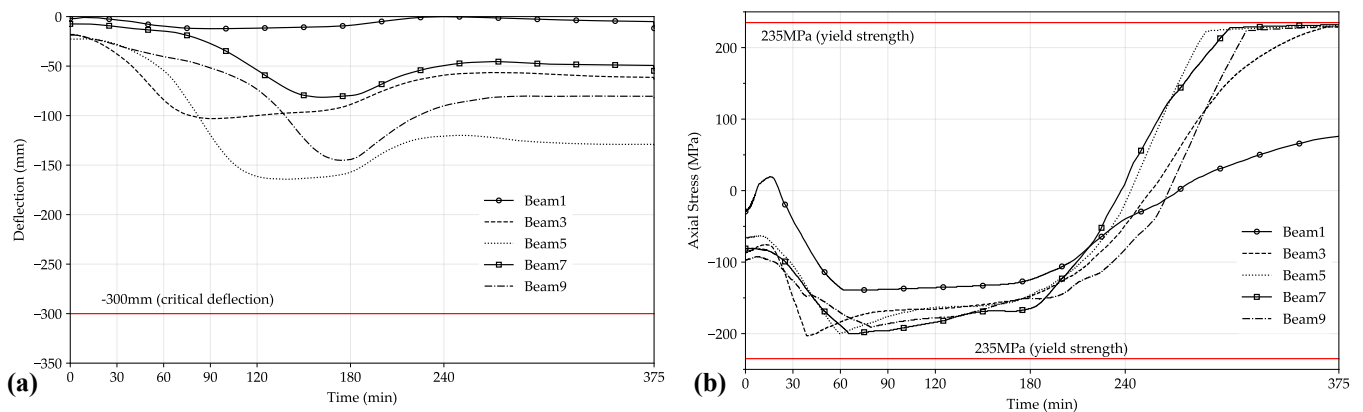 0
−50
−100
−150
−200
−250
−300
−350
Deflection (mm)
0 30 60 90 120 180 240 375
Time (min)
-300mm (critical deflection)
Beam1
Beam3
Beam5
Beam7
Beam9
(a)
200
100
0
−100
−200
Axial Stress (MPa)
0 30 60 90 120 180 240 375
Time (min)
235MPa (yield strength)
Beam1
Beam3
Beam5
Beam7
Beam9
235MPa (yield strength)
(b)